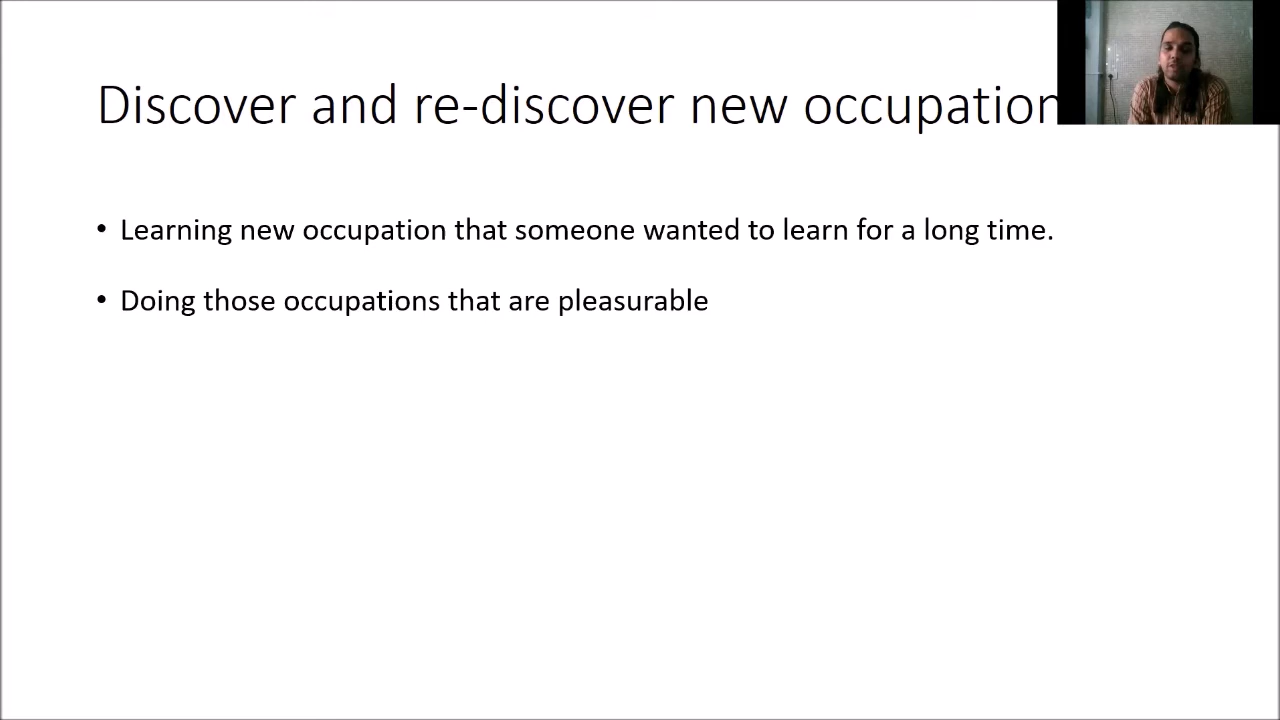 Discover and re-discover new occupation
• Learning new occupation that someone wanted to learn for a long time.
• Doing those occupations that are pleasurable